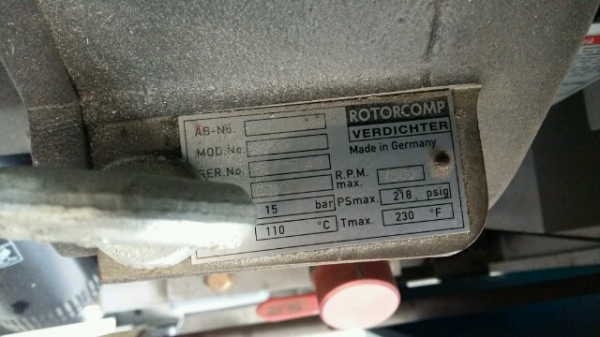 ROTORCOMP
VERDICHTER
Made in Germany
AB-No.
MOD.No.
SER.No.
R.P.M.
max.
15 bar PSmax. 218 psig
110 °C Tmax. 230 °F